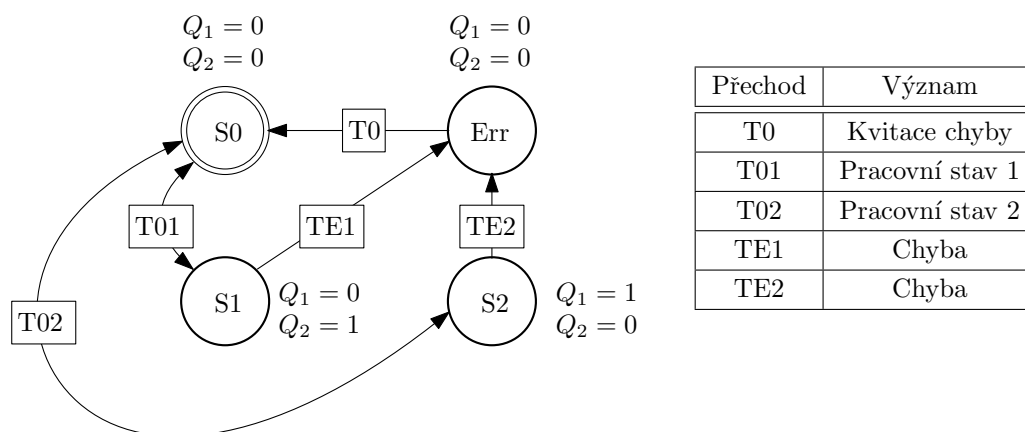 Q₁ = 0
Q₂ = 0
Q₁ = 0
Q₂ = 0
S0
T0
Err
T01
TE1
TE2
S1
Q₁ = 0
Q₂ = 1
S2
Q₁ = 1
Q₂ = 0
T02
Přechod Význam
T0 Kvitace chyby
T01 Pracovní stav 1
T02 Pracovní stav 2
TE1 Chyba
TE2 Chyba